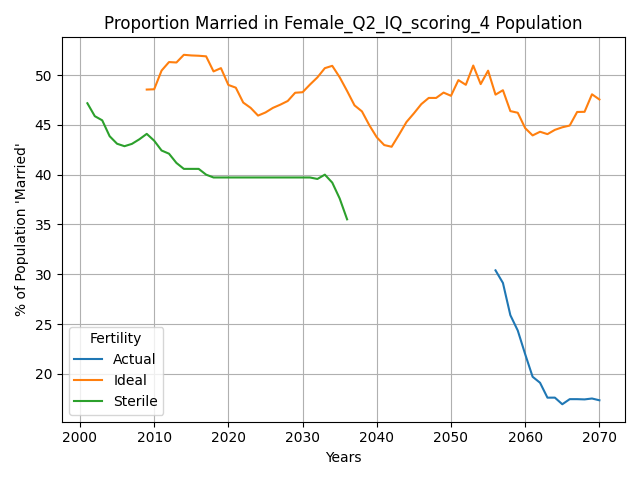 Proportion Married in Female_Q2_IQ_scoring_4 Population
% of Population 'Married'
50
45
40
35
30
25
20
Fertility
Actual
Ideal
Sterile
2000 2010 2020 2030 2040 2050 2060 2070
Years